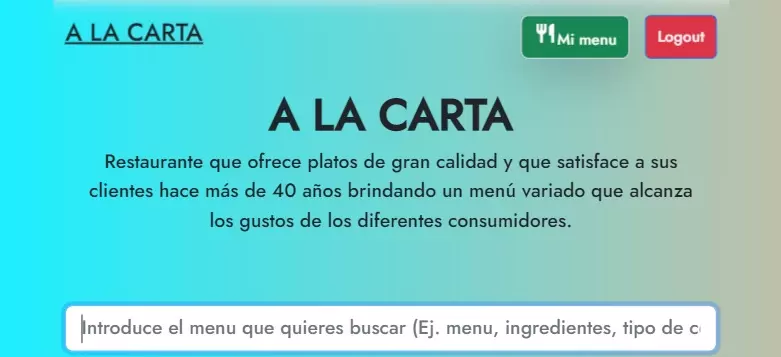 A LA CARTA
Mi menu
Logout
A LA CARTA
Restaurante que ofrece platos de gran calidad y que satisface a sus
clientes hace más de 40 años brindando un menú variado que alcanza
los gustos de los diferentes consumidores.
Introduce el menu que quieres buscar (Ej. menu, ingredientes, tipo de